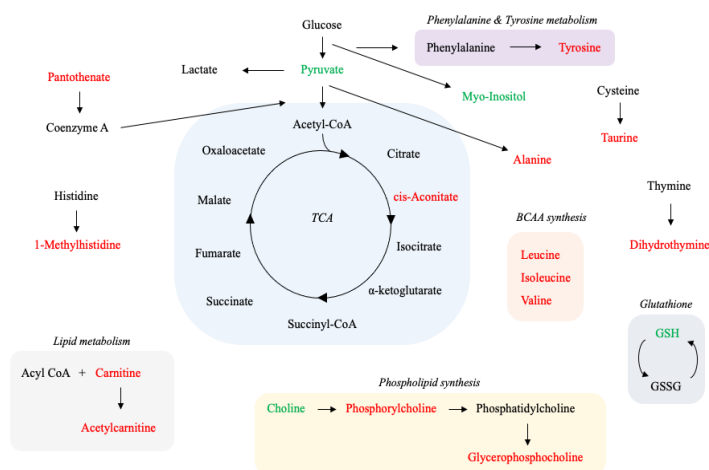 Phenylalanine & Tyrosine metabolism
Glucose
Phenylalanine
Tyrosine
Pantothenate
Lactate
Pyruvate
Myo-Inositol
Cysteine
Coenzyme A
Acetyl-CoA
Taurine
Oxaloacetate
Citrate
Alanine
Histidine
Malate
cis-Aconitate
Thymine
TCA
BCAA synthesis
1-Methylhistidine
Fumarate
Isocitrate
Leucine
Dihydrothymine
Isoleucine
Succinate
α-ketoglutarate
Valine
Glutathione
Succinyl-CoA
GSH
Lipid metabolism
GSSG
Acyl CoA + Carnitine
Phospholipid synthesis
Choline
Phosphorylcholine
Phosphatidylcholine
Acetylcarnitine
Glycerophosphocholine